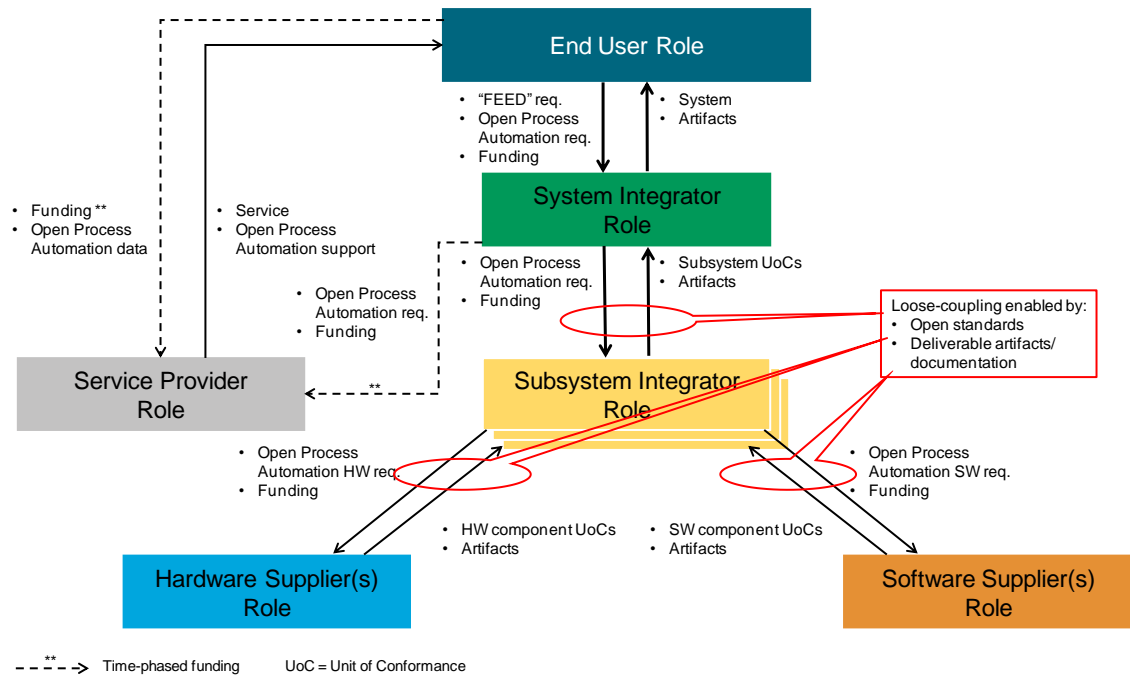 End User Role
• "FEED" req.
• Open Process
Automation req.
• Funding
• System
• Artifacts
System Integrator
Role
• Funding **
• Open Process
Automation data
• Service
• Open Process
Automation support
• Open Process
Automation req.
• Funding
• Open Process
Automation req.
• Funding
• Subsystem UoCs
• Artifacts
Loose-coupling enabled by:
• Open standards
• Deliverable artifacts/
documentation
Service Provider
Role
**
Subsystem Integrator
Role
• Open Process
Automation HW req.
• Funding
• Open Process
Automation SW req.
• Funding
• HW component UoCs
• Artifacts
• SW component UoCs
• Artifacts
Hardware Supplier(s)
Role
Software Supplier(s)
Role
** Time-phased funding
UoC = Unit of Conformance